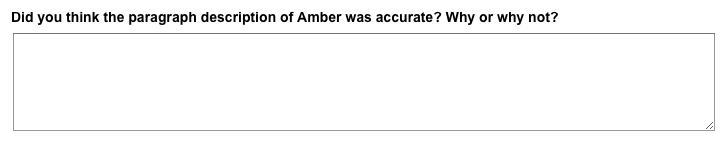 Did you think the paragraph description of Amber was accurate? Why or why not?